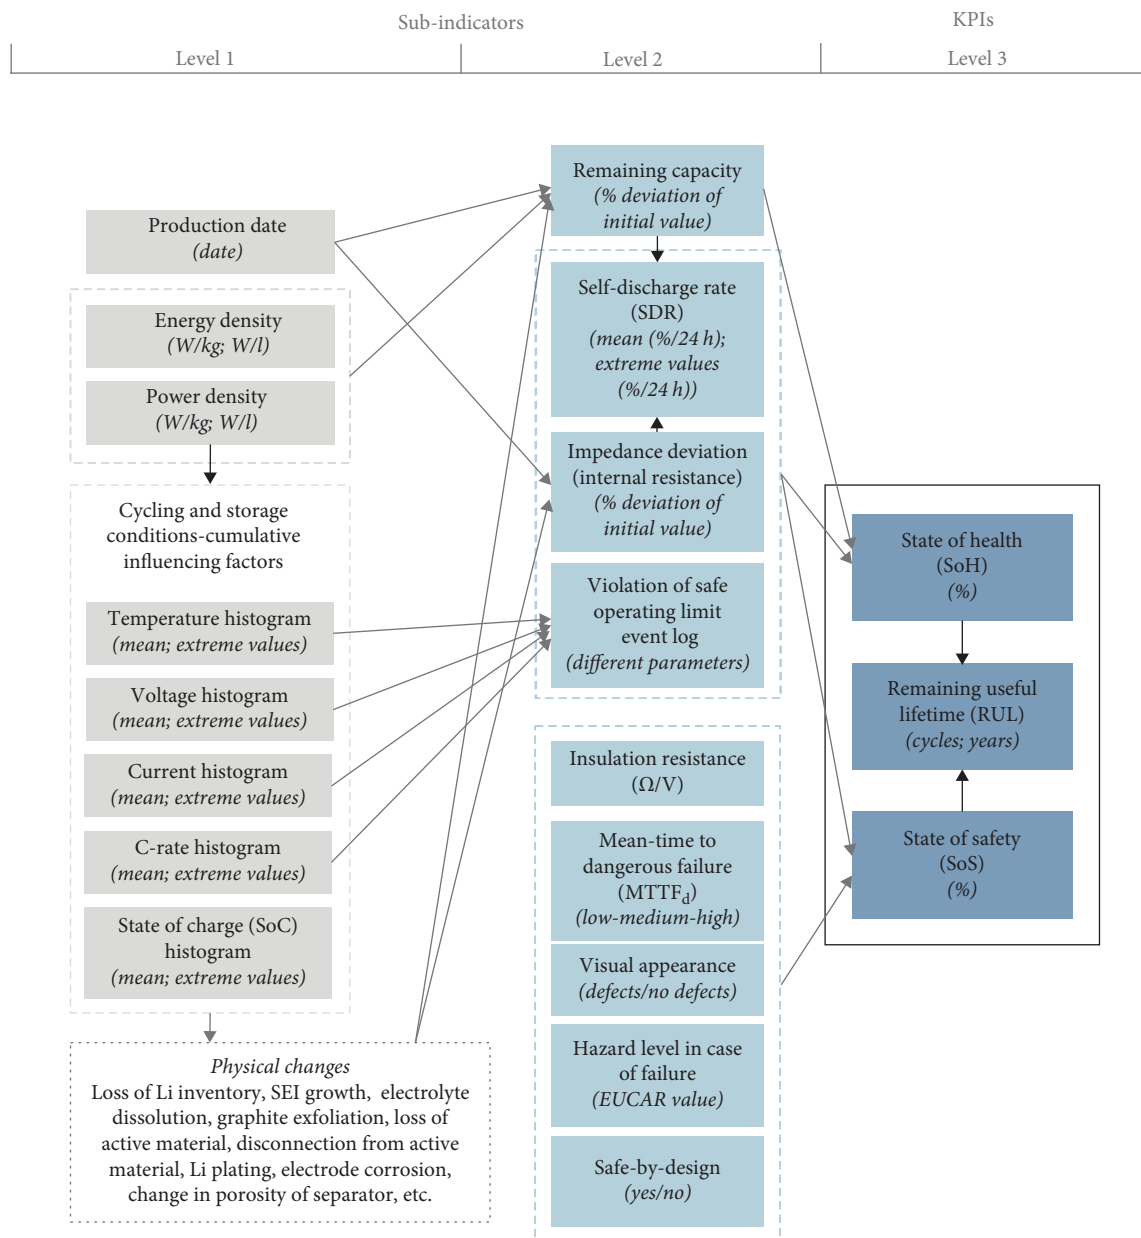 Sub-indicators
KPIs
Level 1
Level 2
Level 3
Production date
(date)
Energy density
(W/kg; W/l)
Power density
(W/kg; W/l)
Cycling and storage
conditions-cumulative
influencing factors
Temperature histogram
(mean; extreme values)
Voltage histogram
(mean; extreme values)
Current histogram
(mean; extreme values)
C-rate histogram
(mean; extreme values)
State of charge (SoC)
histogram
(mean; extreme values)
Physical changes
Loss of Li inventory, SEI growth, electrolyte
dissolution, graphite exfoliation, loss of
active material, disconnection from active
material, Li plating, electrode corrosion,
change in porosity of separator, etc.
Remaining capacity
(% deviation of
initial value)
Self-discharge rate
(SDR)
(mean (%/24 h);
extreme values
(%/24 h))
Impedance deviation
(internal resistance)
(% deviation of
initial value)
Violation of safe
operating limit
event log
(different parameters)
Insulation resistance
(Ω/V)
Mean-time to
dangerous failure
(MTTFd)
(low-medium-high)
Visual appearance
(defects/no defects)
Hazard level in case
of failure
(EUCAR value)
Safe-by-design
(yes/no)
State of health
(SoH)
(%)
Remaining useful
lifetime (RUL)
(cycles; years)
State of safety
(SoS)
(%)